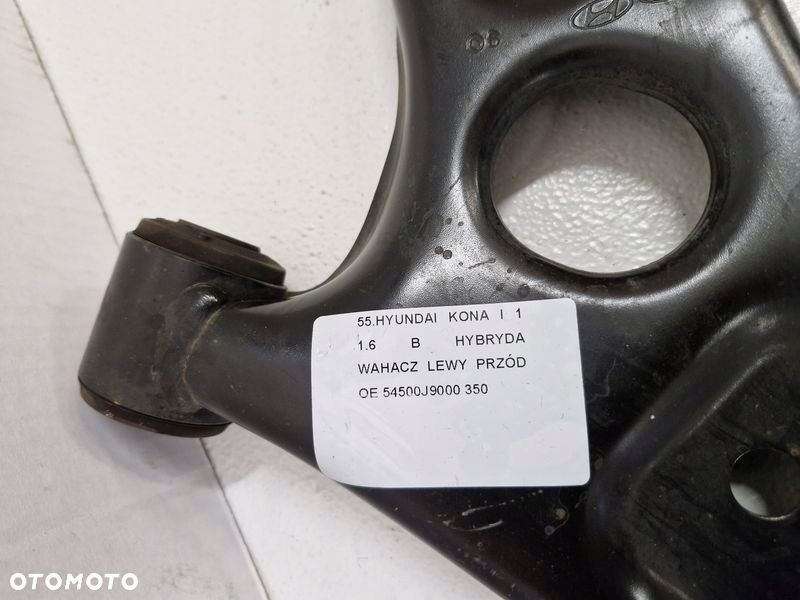 55.HYUNDAI KONA I 1
1.6 B HYBRYDA
WAHACZ LEWY PRZÓD
OE 54500J9000 350
OTOMOTO